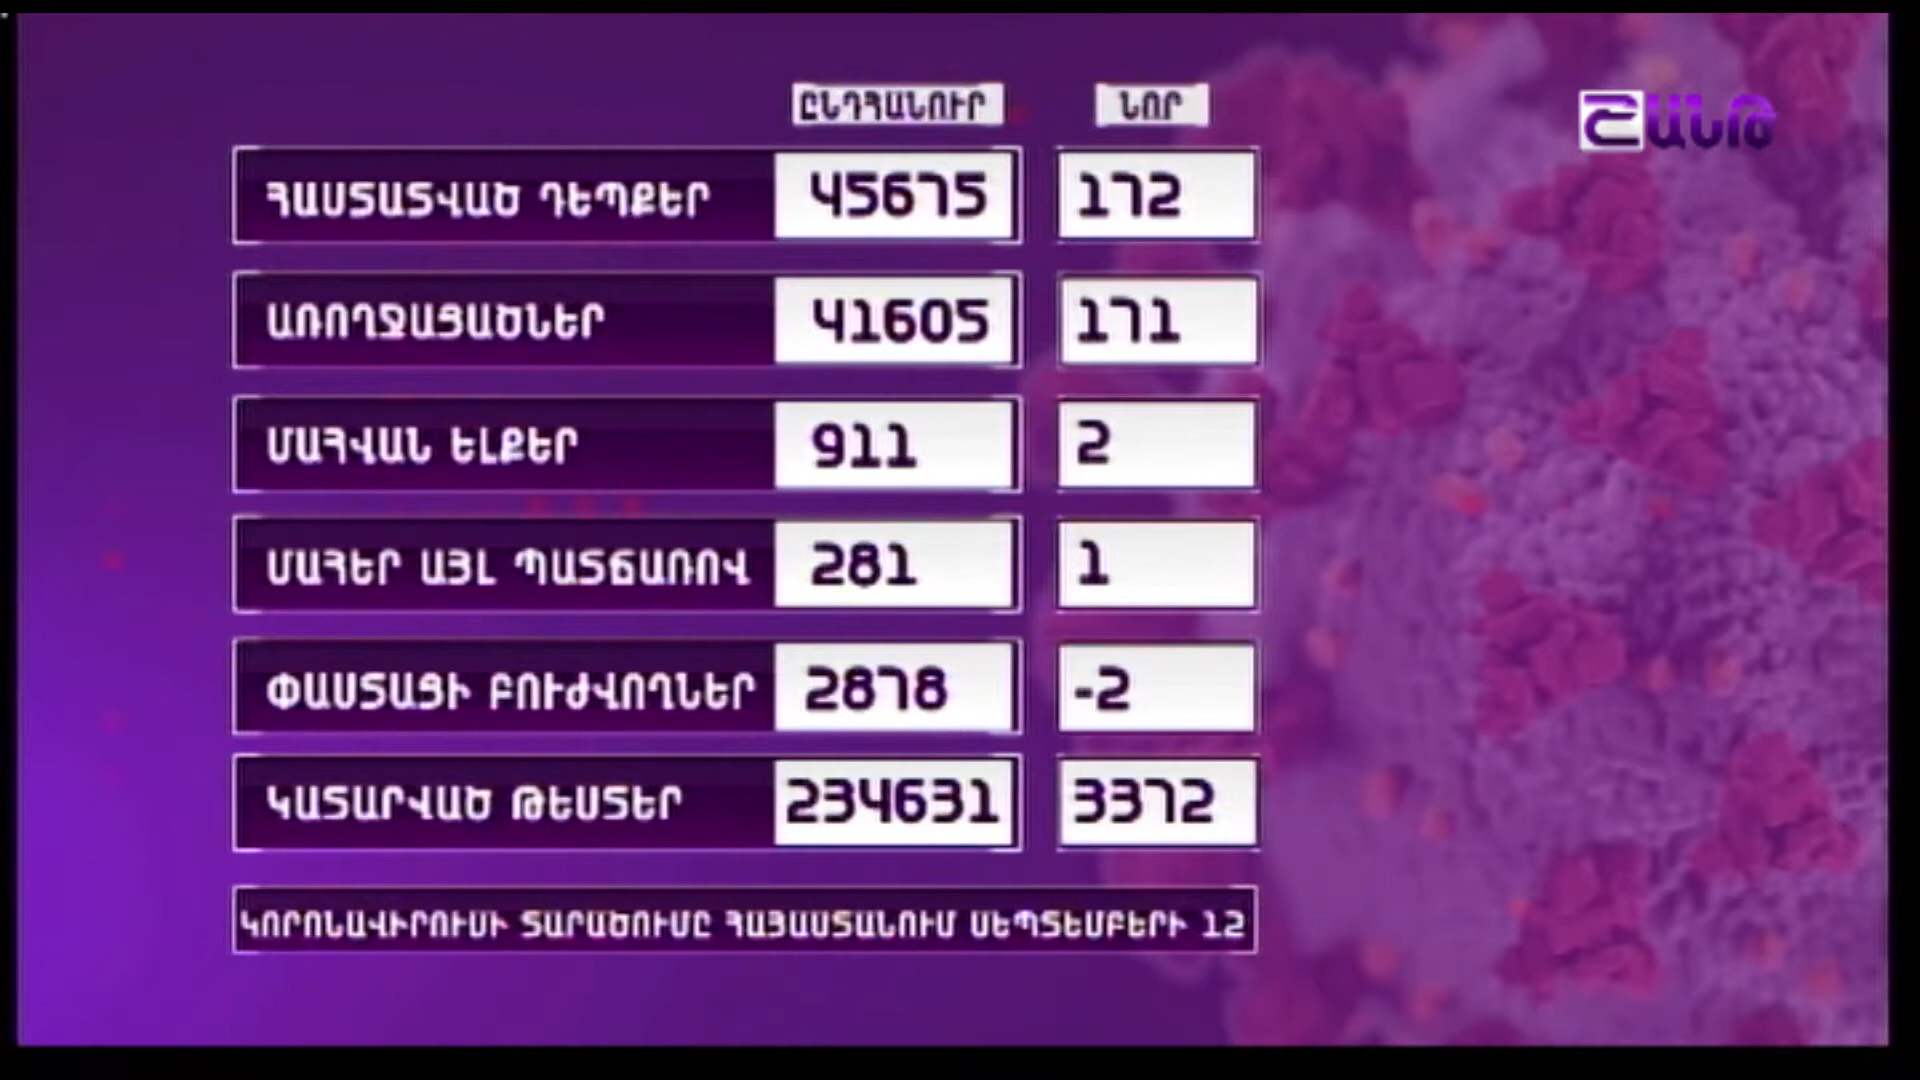 ԸՆԴՀԱՆՈՒՐ ՆՈՐ
Շանթ
ՀԱՍՏԱՏՎԱԾ ԴԵՊՔԵՐ 45675 172
ԱՌՈՂՋԱՑԱԾՆԵՐ 41605 171
ՄԱՀՎԱՆ ԵԼՔԵՐ 911 2
ՄԱՀԵՐ ԱՅԼ ՊԱՏՃԱՌՈՎ 281 1
ՓԱՍՏԱՑԻ ԲՈՒԺՎՈՂՆԵՐ 2878 -2
ԿԱՏԱՐՎԱԾ ԹԵՍՏԵՐ 234631 3372
ԿՈՐՈՆԱՎԻՐՈՒՍԻ ՏԱՐԱԾՈՒՄԸ ՀԱՅԱՍՏԱՆՈՒՄ ՍԵՊՏԵՄԲԵՐԻ 12